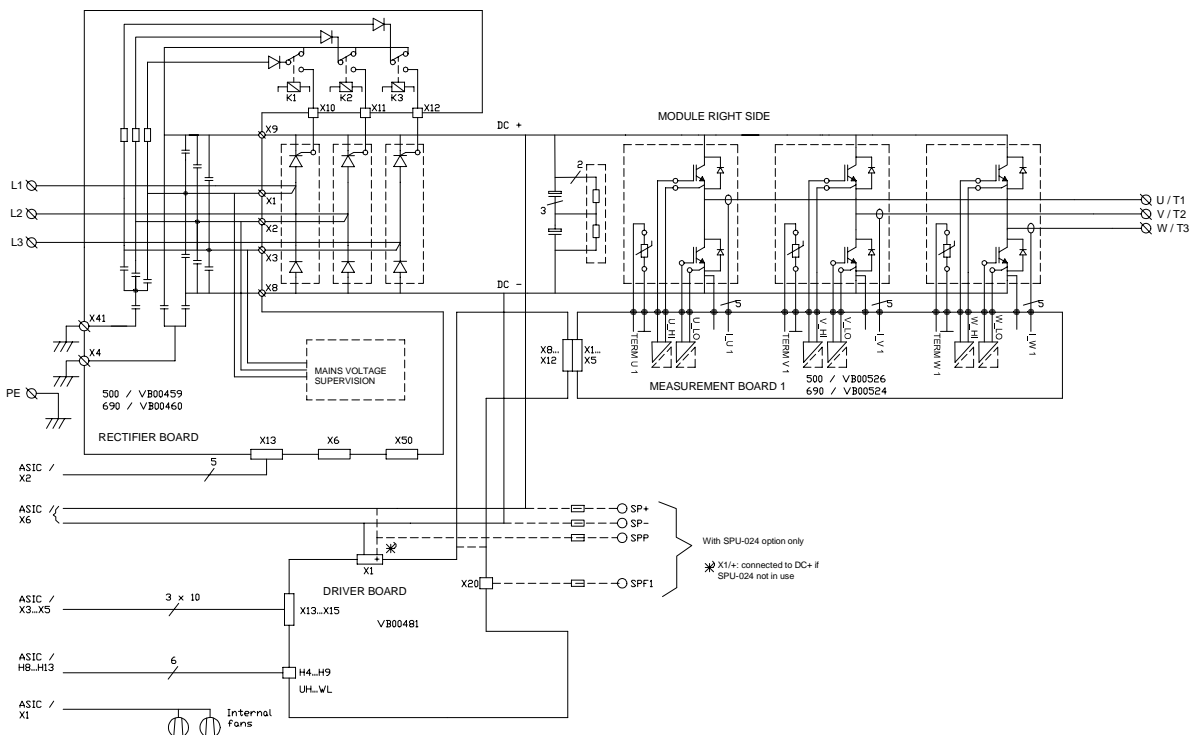 K1
K2
K3
X10
X11
X12
MODULE RIGHT SIDE
DC +
X9
2
L1
X1
L2
X2
L3
X3
3
U / T1
V / T2
W / T3
DC -
X8
5
5
5
X41
X4
TERM U 1
U_HI
U_LO
I_U 1
TERM V 1
V_HI
V_LO
I_V 1
TERM W 1
W_HI
W_LO
I_W 1
X8...
X12
X1...
X5
MAINS VOLTAGE
SUPERVISION
500 / VB00526
690 / VB00524
MEASUREMENT BOARD 1
PE
500 / VB00459
690 / VB00460
RECTIFIER BOARD
X13
X6
X50
ASIC /
X2
5
ASIC /
X6
SP+
SP-
SPP
With SPU-024 option only
X1/+: connected to DC+ if
SPU-024 not in use
+
X1
X20
SPF1
DRIVER BOARD
ASIC /
X3...X5
3 x 10
X13...X15
VB00481
ASIC /
H8...H13
6
H4...H9
UH...WL
ASIC /
X1
Internal
fans